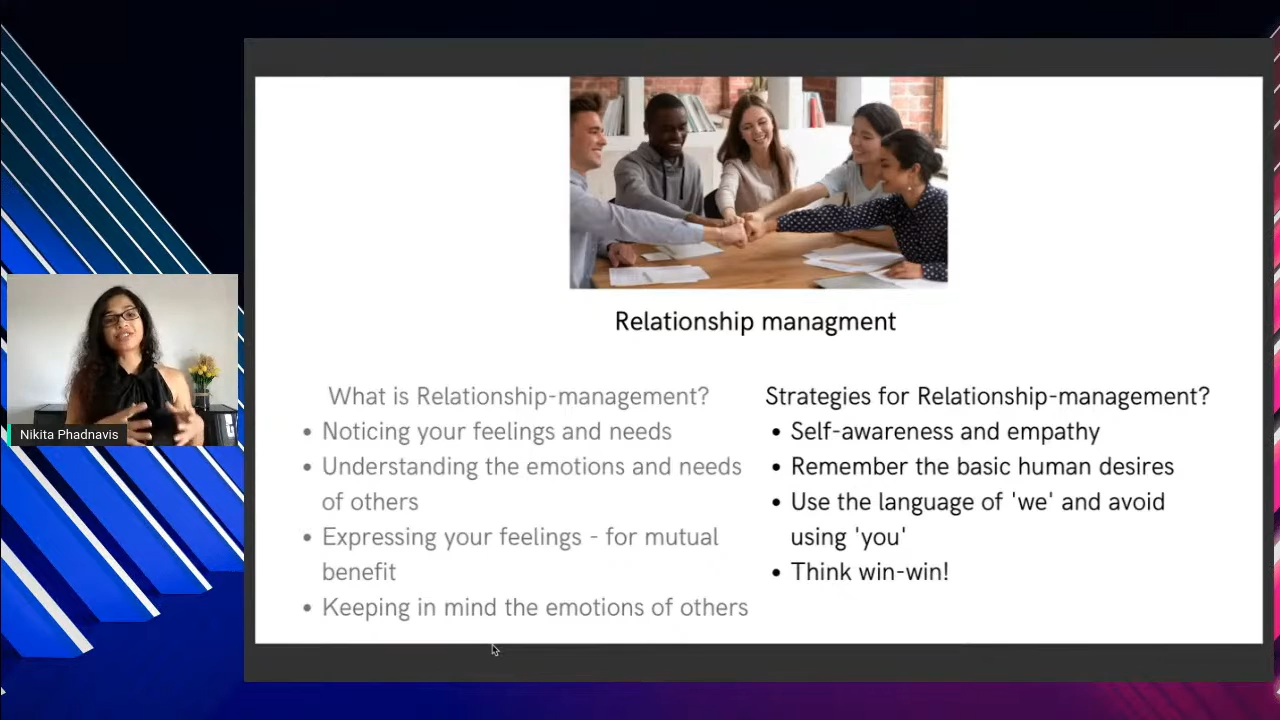 Relationship managment
What is Relationship-management?
• Noticing your feelings and needs
• Understanding the emotions and needs
of others
• Expressing your feelings - for mutual
benefit
• Keeping in mind the emotions of others
Strategies for Relationship-management?
• Self-awareness and empathy
• Remember the basic human desires
• Use the language of 'we' and avoid
using 'you'
• Think win-win!
Nikita Phadnavis